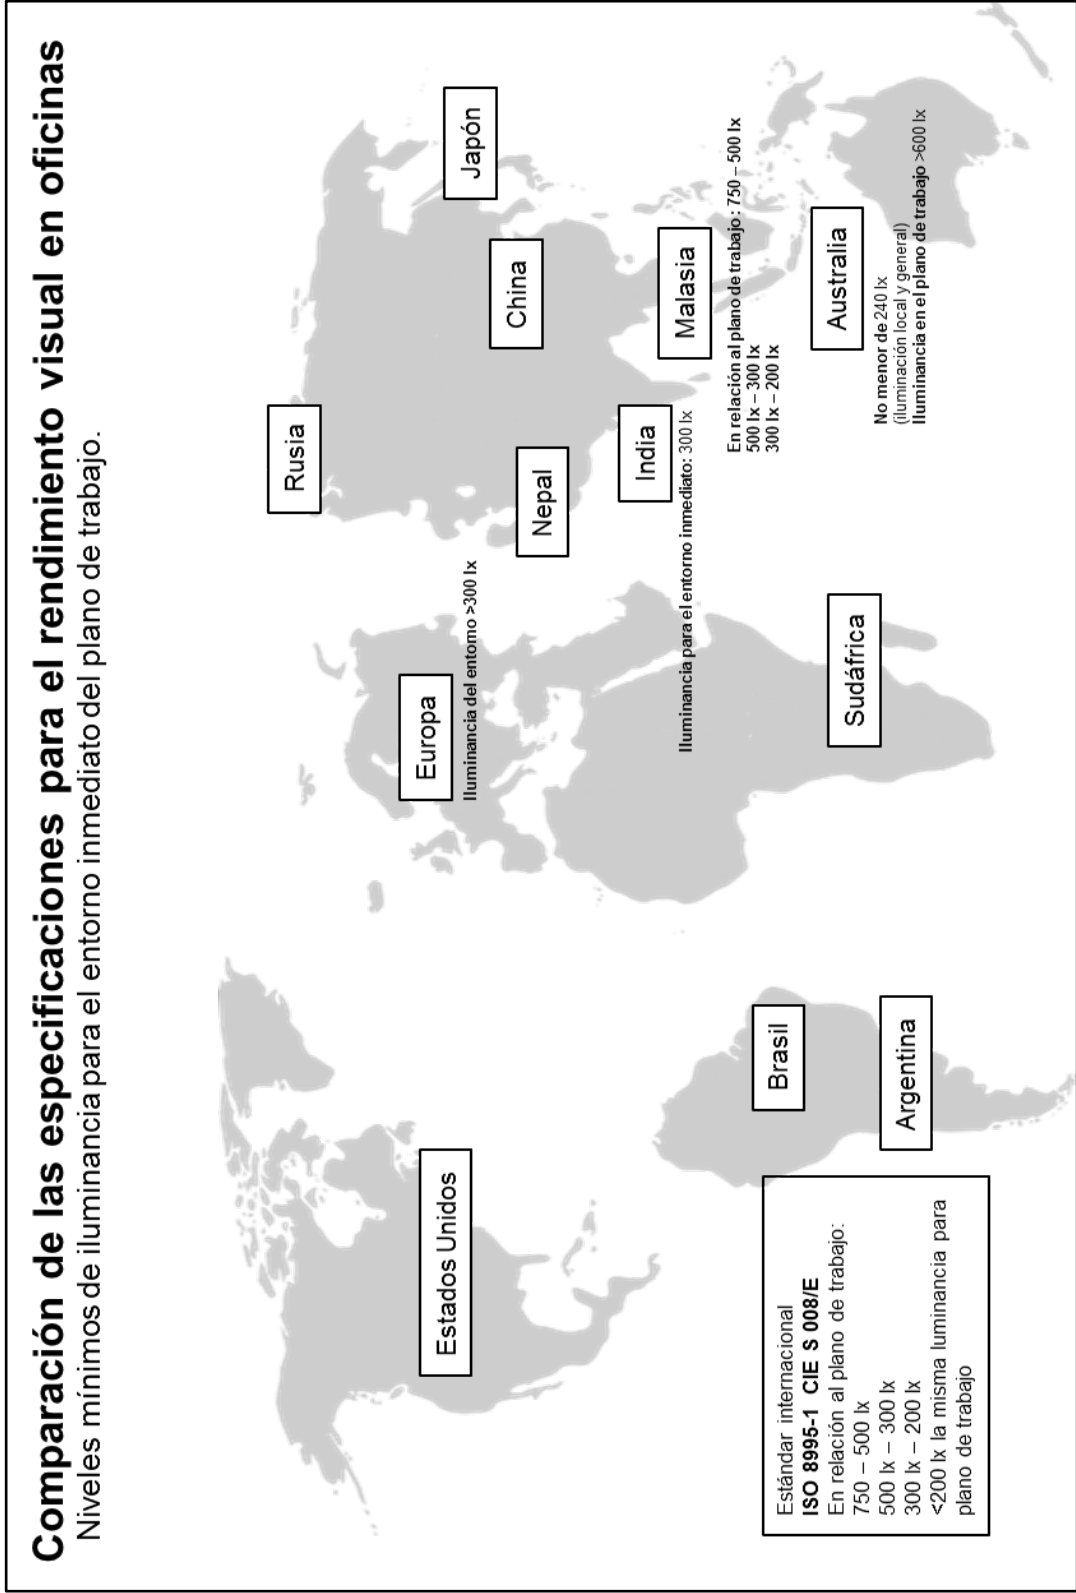 Comparación de las especificaciones para el rendimiento visual en oficinas
Niveles mínimos de iluminancia para el entorno inmediato del plano de trabajo.
Rusia
Europa
Iluminancia del entorno >300 lx
Estados Unidos
Japón
China
Nepal
India
Iluminancia para el entorno inmediato: 300 lx
Malasia
En relación al plano de trabajo: 750 – 500 lx
500 lx – 300 lx
300 lx – 200 lx
Brasil
Sudáfrica
Australia
No menor de 240 lx
(iluminación local y general)
Iluminancia en el plano de trabajo >600 lx
Argentina
Estándar internacional
ISO 8995-1 CIE S 008/E
En relación al plano de trabajo:
750 – 500 lx
500 lx – 300 lx
300 lx – 200 lx
<200 lx la misma luminancia para
plano de trabajo